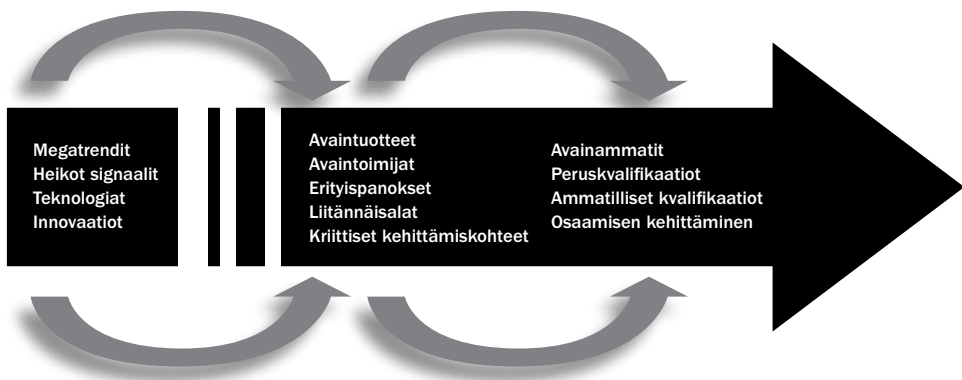 Megatrendit
Heikot signaalit
Teknologiat
Innovaatiot
Avaintuotteet
Avaintoimijat
Erityispanokset
Liitännäisalat
Kriittiset kehittämiskohteet
Avainammatit
Peruskvalifikaatiot
Ammatilliset kvalifikaatiot
Osaamisen kehittäminen